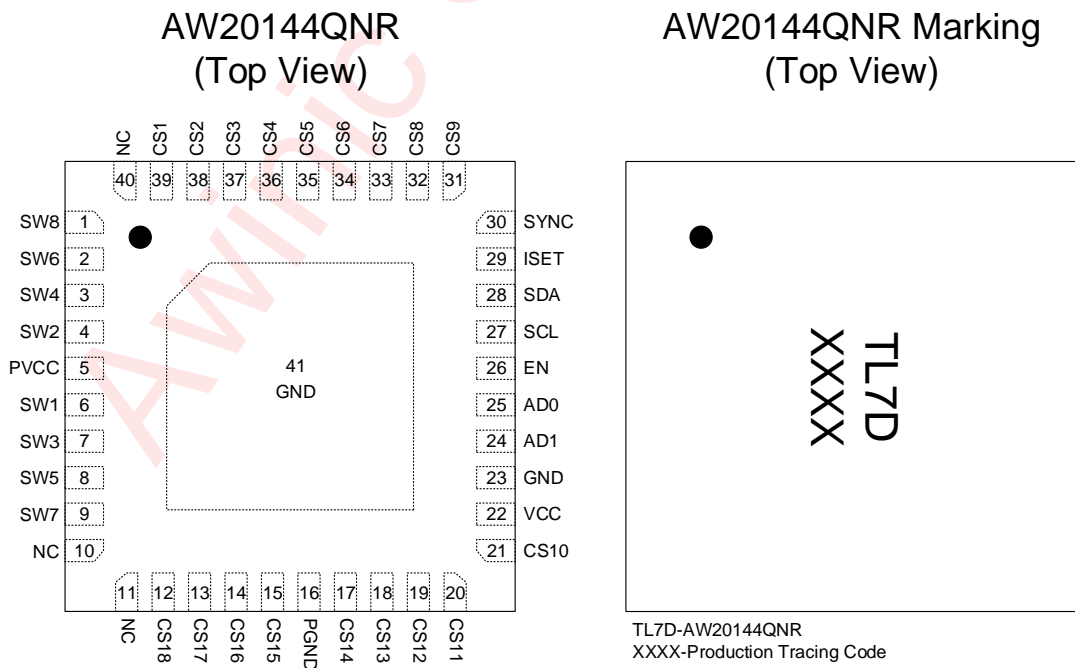 AW20144QNR
(Top View)
AW20144QNR Marking
(Top View)
NC
CS1
CS2
CS3
CS4
CS5
CS6
CS7
CS8
CS9
40 39 38 37 36 35 34 33 32 31
SW8 1
SW6 2
SW4 3
SW2 4
PVCC 5
SW1 6
SW3 7
SW5 8
SW7 9
NC 10
41
GND
30 SYNC
29 ISET
28 SDA
27 SCL
26 EN
25 AD0
24 AD1
23 GND
22 VCC
21 CS10
11 12 13 14 15 16 17 18 19 20
NC
CS18
CS17
CS16
CS15
PGND
CS14
CS13
CS12
CS11
TL7D
XXXX
TL7D-AW20144QNR
XXXX-Production Tracing Code
Awinic